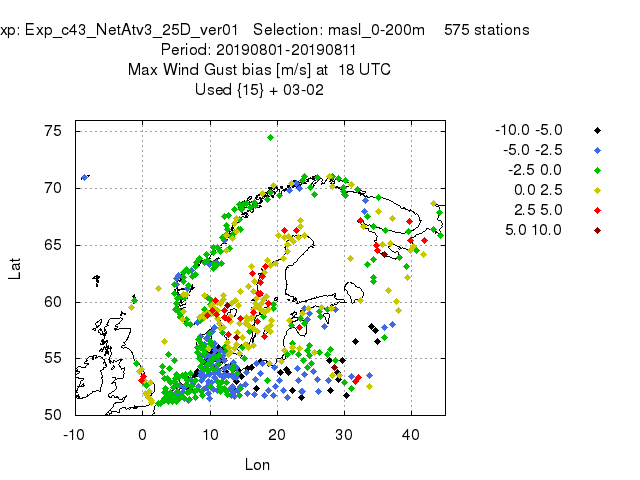 xp: Exp_c43_NetAtv3_25D_ver01 Selection: masl_0-200m 575 stations
Period: 20190801-20190811
Max Wind Gust bias [m/s] at 18 UTC
Used {15} + 03-02
-10.0 -5.0
-5.0 -2.5
-2.5 0.0
0.0 2.5
2.5 5.0
5.0 10.0
75
70
65
60
55
50
Lat
-10 0 10 20 30 40
Lon